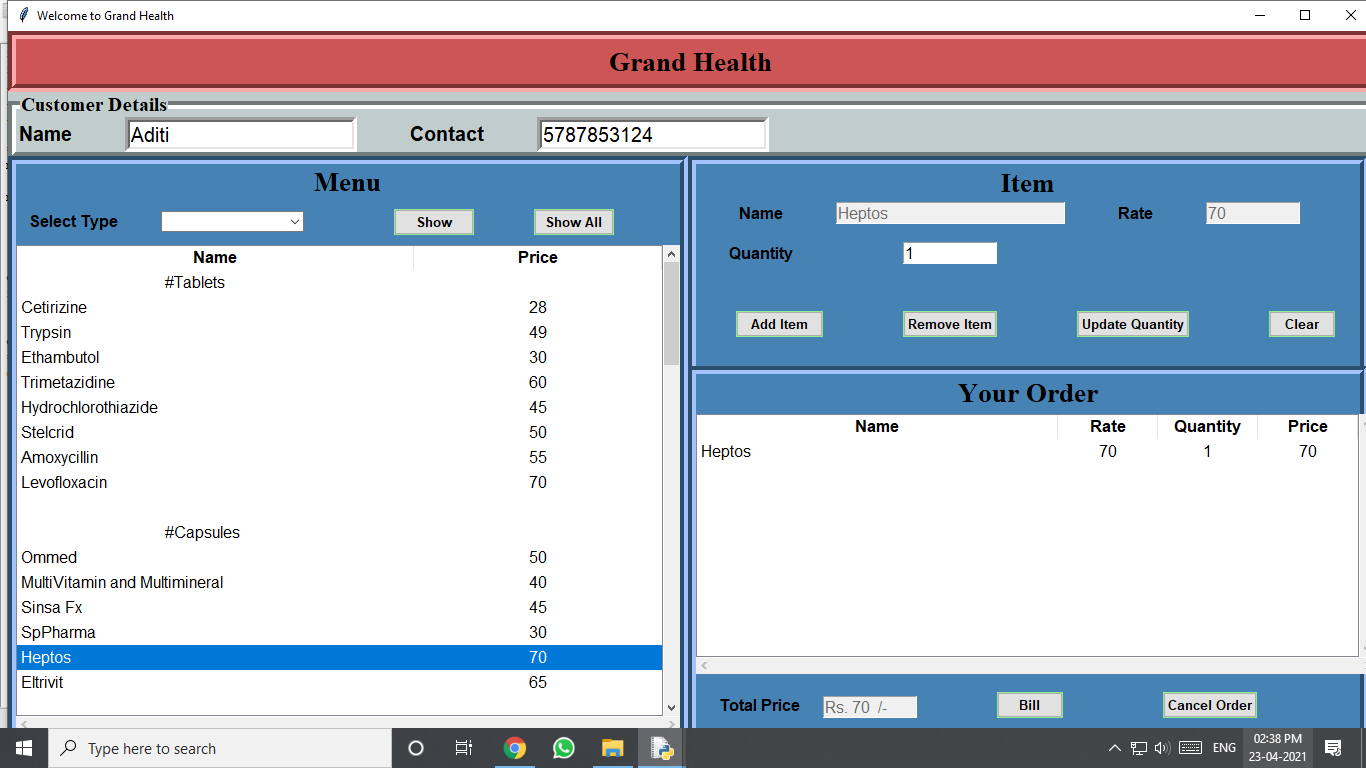 Welcome to Grand Health
Grand Health
Customer Details
Name Aditi Contact 5787853124
Menu
Select Type Show Show All
Name Price
#Tablets
Cetirizine 28
Trypsin 49
Ethambutol 30
Trimetazidine 60
Hydrochlorothiazide 45
Stelcrid 50
Amoxycillin 55
Levofloxacin 70
#Capsules
Ommed 50
MultiVitamin and Multimineral 40
Sinsa Fx 45
SpPharma 30
Heptos 70
Eltrivit 65
Item
Name Heptos Rate 70
Quantity 1
Add Item Remove Item Update Quantity Clear
Your Order
Name Rate Quantity Price
Heptos 70 1 70
Total Price Rs. 70 /- Bill Cancel Order
Type here to search
ENG
02:38 PM
23-04-2021